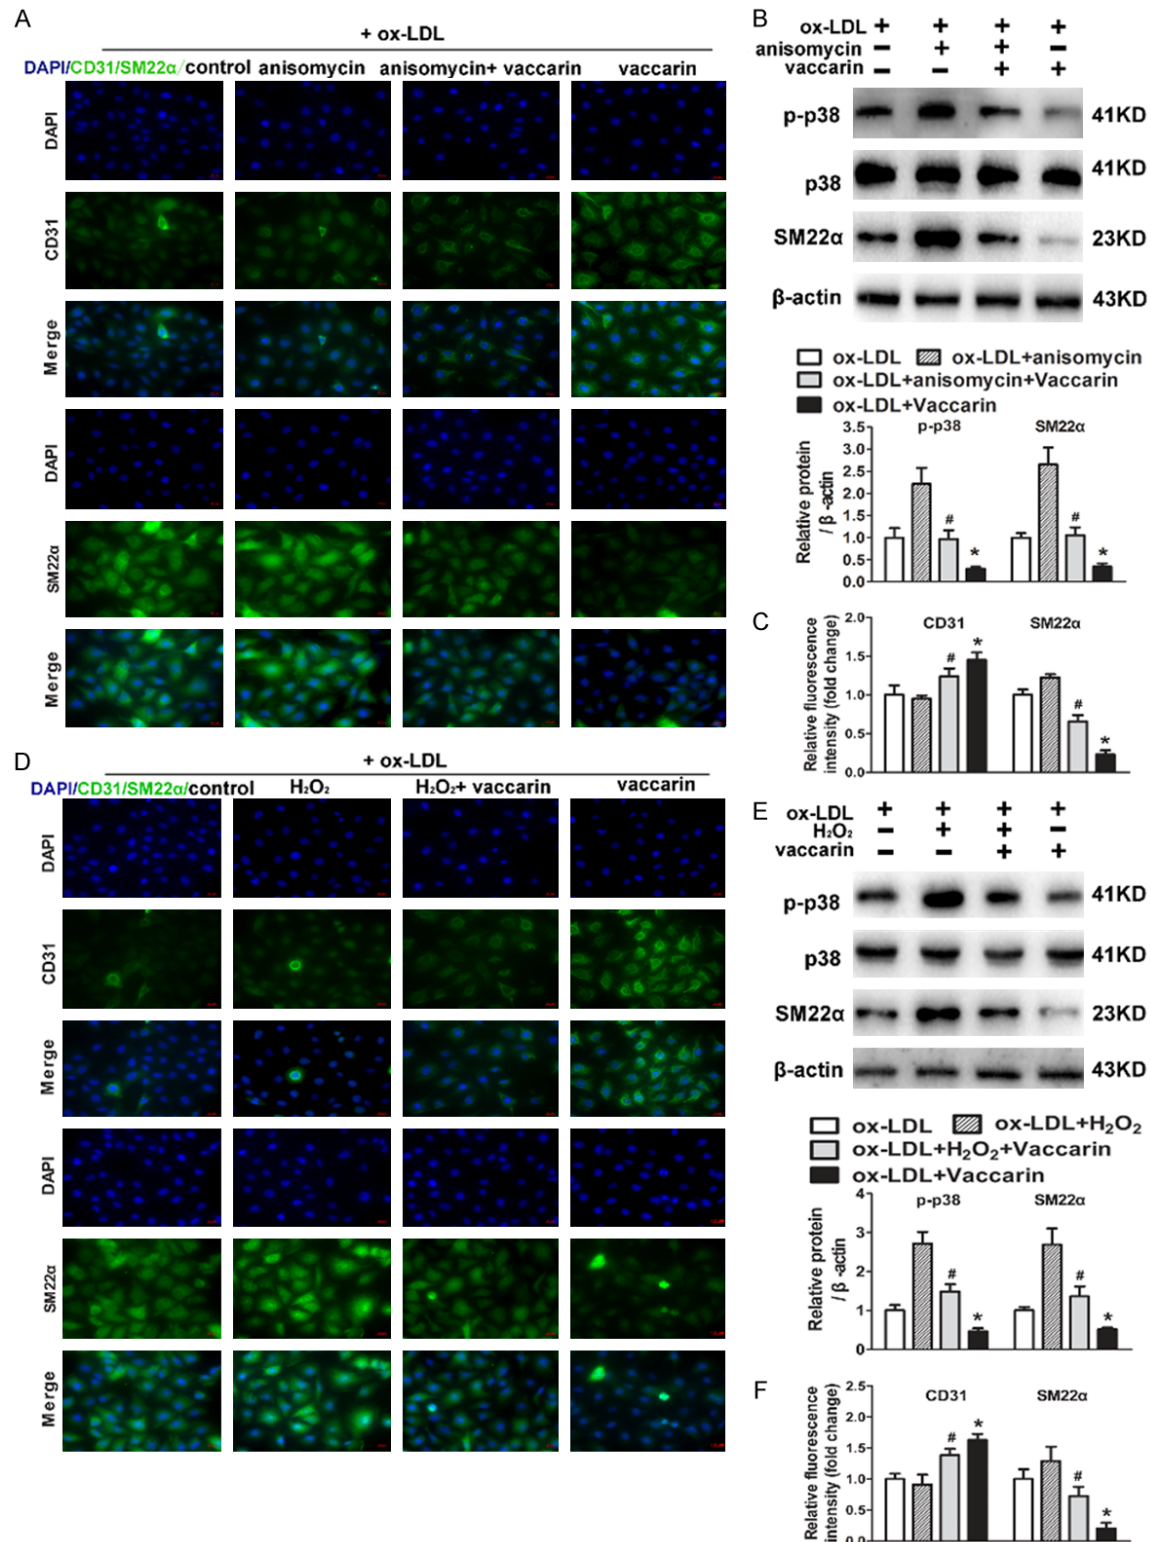 A
+ ox-LDL
DAPI/CD31/SM22α/control anisomycin anisomycin+ vaccarin vaccarin
DAPI
CD31
Merge
DAPI
SM22α
Merge
B
ox-LDL + + + +
anisomycin - + + -
vaccarin - - + +
p-p38 41KD
p38 41KD
SM22α 23KD
β-actin 43KD
ox-LDL ox-LDL+anisomycin
ox-LDL+anisomycin+Vaccarin
ox-LDL+Vaccarin
p-p38 SM22α
Relative protein
/ β -actin
3.5
3.0
2.5
2.0
1.5
1.0
0.5
0.0
# * # *
C
CD31 SM22α
Relative fluorescence
intensity (fold change)
2.0
1.5
1.0
0.5
0.0
# * # *
D
+ ox-LDL
DAPI/CD31/SM22α/control H₂O₂ H₂O₂+ vaccarin vaccarin
DAPI
CD31
Merge
DAPI
SM22α
Merge
E
ox-LDL + + + +
H₂O₂ - + + -
vaccarin - - + +
p-p38 41KD
p38 41KD
SM22α 23KD
β-actin 43KD
ox-LDL ox-LDL+H₂O₂
ox-LDL+H₂O₂+Vaccarin
ox-LDL+Vaccarin
p-p38 SM22α
Relative protein
/ β -actin
4
3
2
1
0
# * # *
F
CD31 SM22α
Relative fluorescence
intensity (fold change)
2.5
2.0
1.5
1.0
0.5
0.0
# * # *